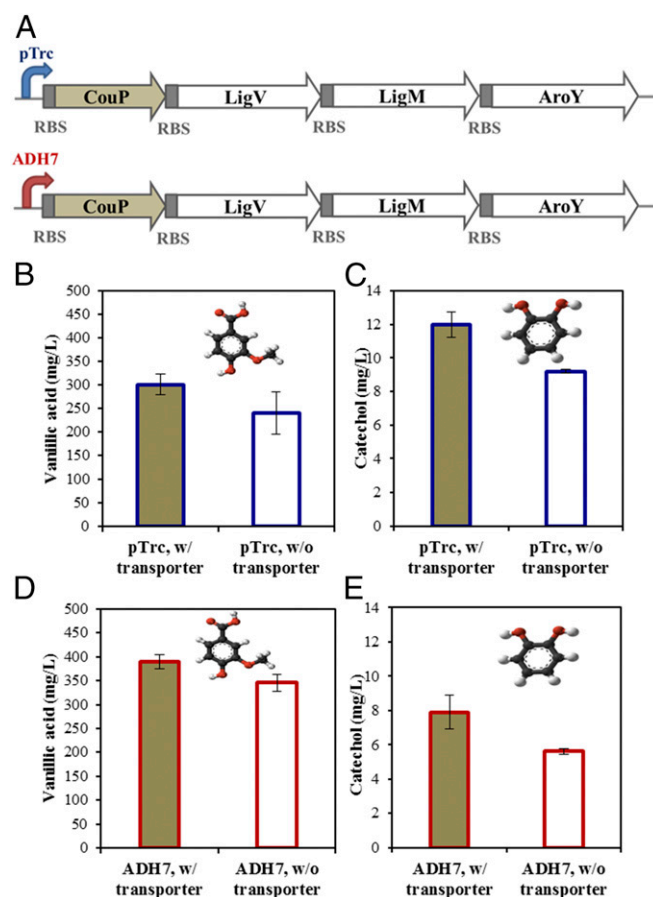 A
pTrc
CouP LigV LigM AroY
RBS RBS RBS RBS
ADH7
CouP LigV LigM AroY
RBS RBS RBS RBS
B
Vanillic acid (mg/L)
500
450
400
350
300
250
200
150
100
50
0
pTrc, w/ transporter
pTrc, w/o transporter
C
Catechol (mg/L)
14
12
10
8
6
4
2
0
pTrc, w/ transporter
pTrc, w/o transporter
D
Vanillic acid (mg/L)
500
450
400
350
300
250
200
150
100
50
0
ADH7, w/ transporter
ADH7, w/o transporter
E
Catechol (mg/L)
14
12
10
8
6
4
2
0
ADH7, w/ transporter
ADH7, w/o transporter